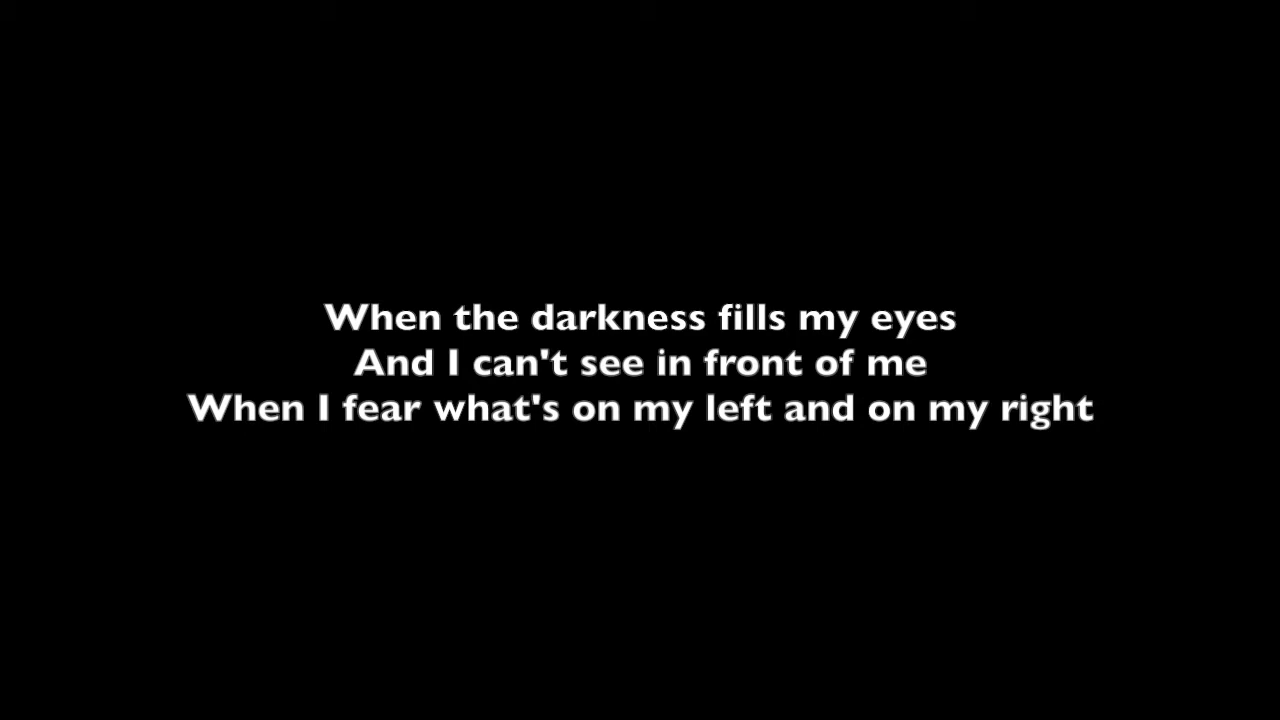 When the darkness fills my eyes
And I can't see in front of me
When I fear what's on my left and on my right